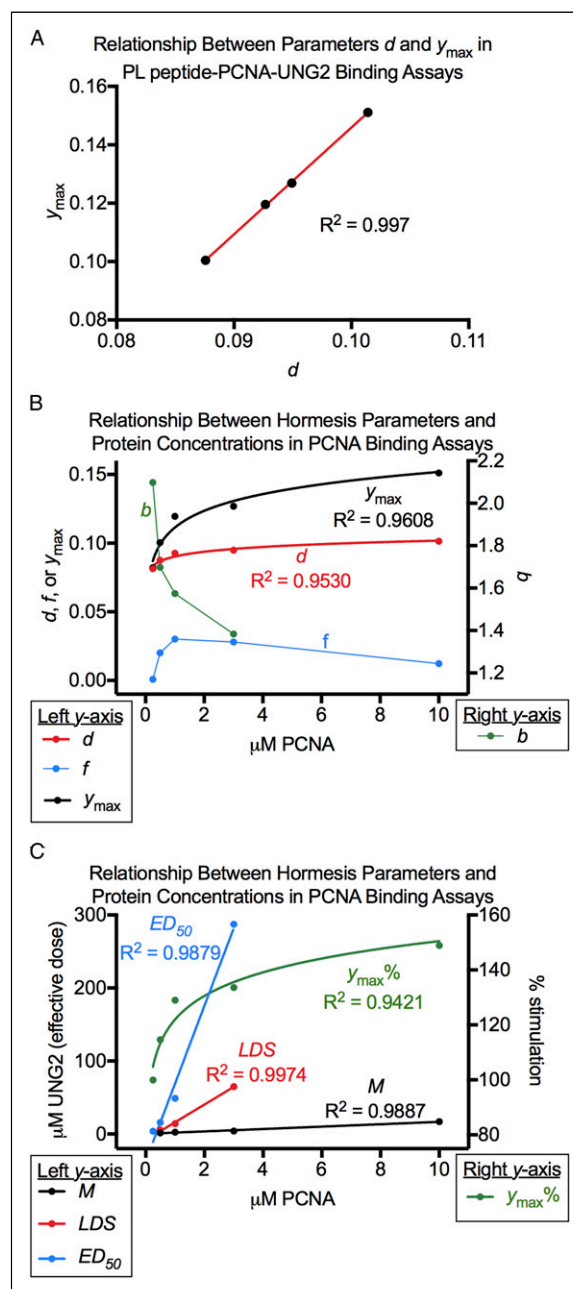 A
Relationship Between Parameters d and ymax in
PL peptide-PCNA-UNG2 Binding Assays
0.16
0.14
0.12
0.10
0.08
ymax
R² = 0.997
0.08 0.09 0.10 0.11
d
B
Relationship Between Hormesis Parameters and
Protein Concentrations in PCNA Binding Assays
0.15
0.10
0.05
0.00
d, f, or ymax
2.2
2.0
1.8
1.6
1.4
1.2
b
b
ymax
R² = 0.9608
d
R² = 0.9530
f
0 2 4 6 8 10
μM PCNA
Left y-axis
d
f
ymax
Right y-axis
b
C
Relationship Between Hormesis Parameters and
Protein Concentrations in PCNA Binding Assays
300
200
100
0
μM UNG2 (effective dose)
160
140
120
100
80
% stimulation
ED50
R² = 0.9879
ymax%
R² = 0.9421
LDS
R² = 0.9974
M
R² = 0.9887
0 2 4 6 8 10
μM PCNA
Left y-axis
M
LDS
ED50
Right y-axis
ymax%